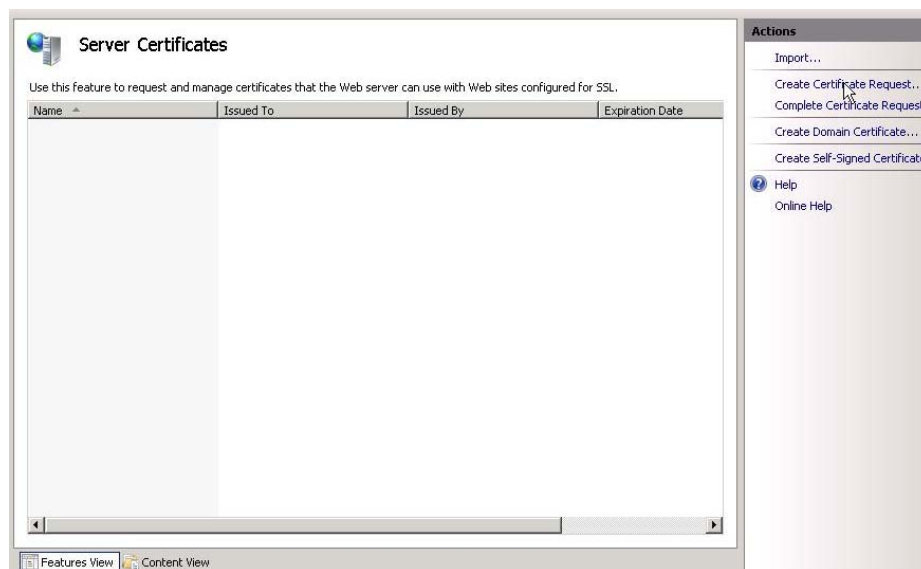 Server Certificates
Use this feature to request and manage certificates that the Web server can use with Web sites configured for SSL.
Name Issued To Issued By Expiration Date
Features View Content View
Actions
Import...
Create Certificate Request..
Complete Certificate Request
Create Domain Certificate...
Create Self-Signed Certificat
Help
Online Help